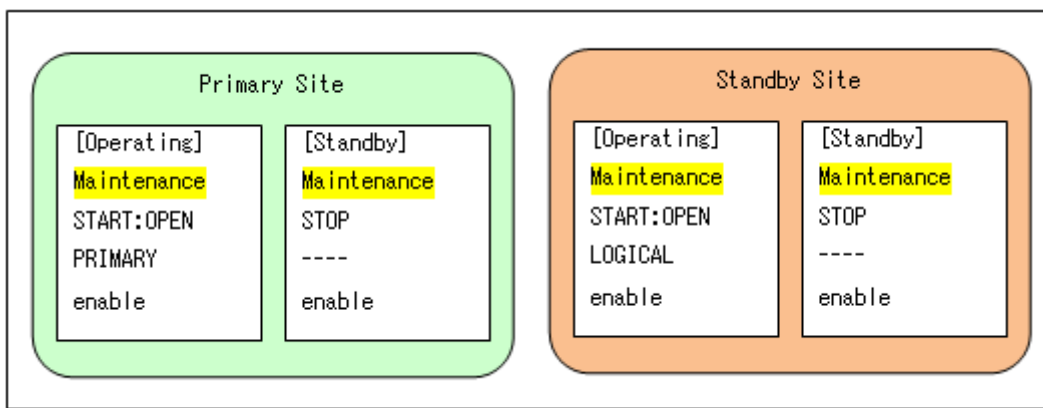 Primary Site
[Operating]
Maintenance
START:OPEN
PRIMARY
enable
[Standby]
Maintenance
STOP
----
enable
Standby Site
[Operating]
Maintenance
START:OPEN
LOGICAL
enable
[Standby]
Maintenance
STOP
----
enable